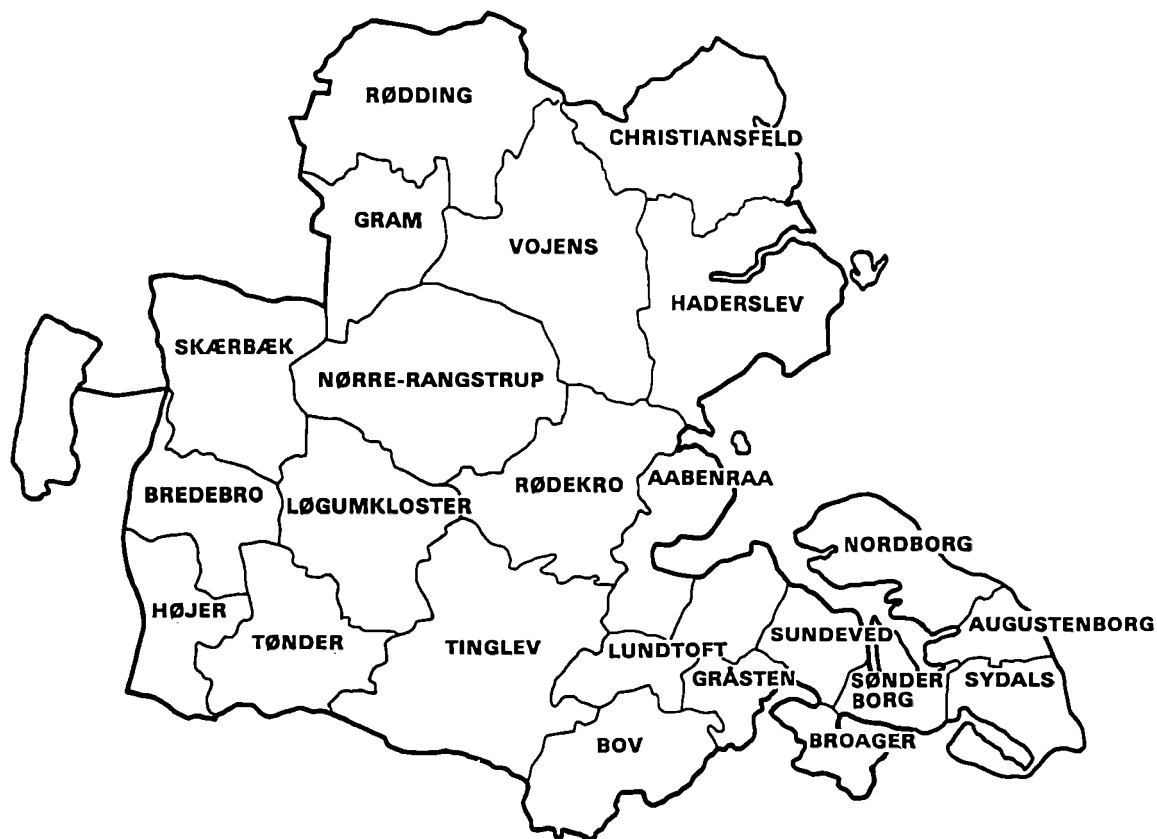 RØDDING
CHRISTIANSFELD
GRAM
VOJENS
HADERSLEV
SKÆRBÆK
NØRRE-RANGSTRUP
BREDEBRO
LØGUMKLOSTER
RØDEKRO
AABENRAA
NORDBORG
HØJER
TØNDER
TINGLEV
LUNDTOFT
SUNDEVED
AUGUSTENBORG
GRÅSTEN
SØNDER
BORG
SYDALS
BOV
BROAGER